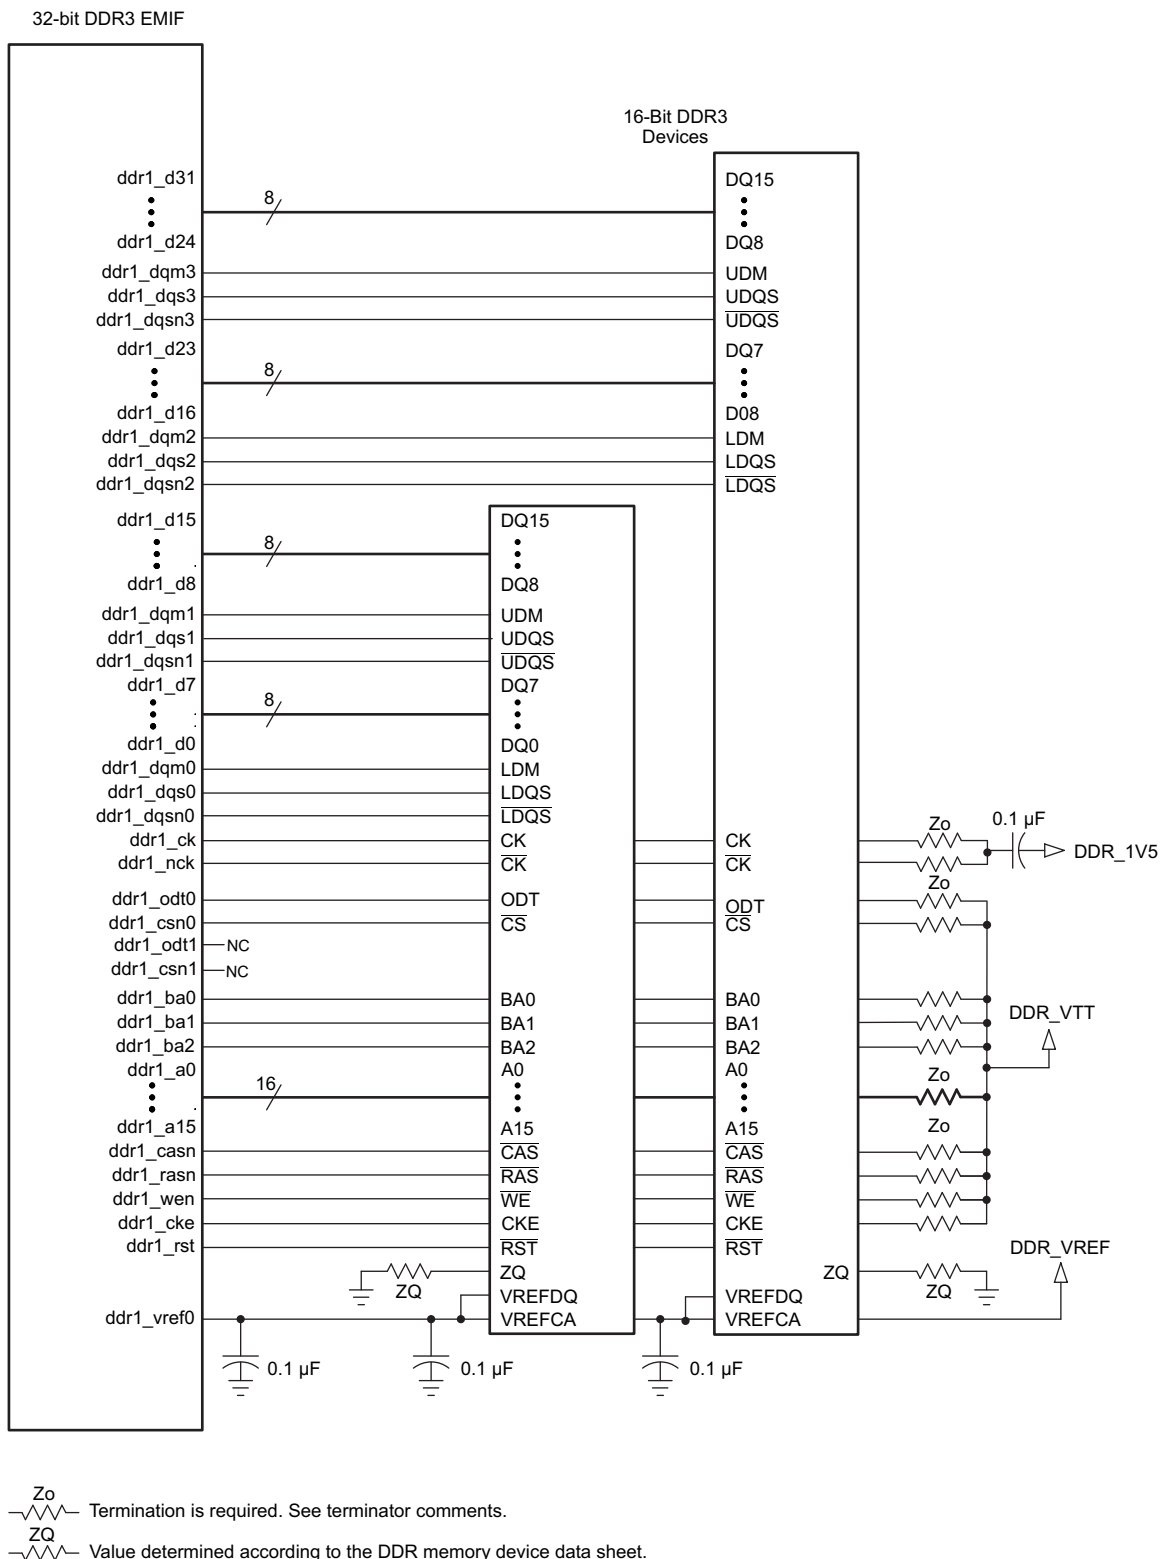 32-bit DDR3 EMIF
16-Bit DDR3
Devices
ddr1_d31
8
DQ15
ddr1_d24
DQ8
ddr1_dqm3
UDM
ddr1_dqs3
UDQS
ddr1_dqsn3
UDQS
ddr1_d23
8
DQ7
ddr1_d16
D08
ddr1_dqm2
LDM
ddr1_dqs2
LDQS
ddr1_dqsn2
LDQS
ddr1_d15
8
DQ15
ddr1_d8
DQ8
ddr1_dqm1
UDM
ddr1_dqs1
UDQS
ddr1_dqsn1
UDQS
ddr1_d7
8
DQ7
ddr1_d0
DQ0
ddr1_dqm0
LDM
ddr1_dqs0
LDQS
ddr1_dqsn0
LDQS
ddr1_ck
CK
CK
Zo
0.1 µF
DDR_1V5
ddr1_nck
CK
CK
Zo
ddr1_odt0
ODT
ODT
ddr1_csn0
CS
CS
ddr1_odt1
NC
ddr1_csn1
NC
ddr1_ba0
BA0
BA0
DDR_VTT
ddr1_ba1
BA1
BA1
ddr1_ba2
BA2
BA2
ddr1_a0
16
A0
A0
Zo
ddr1_a15
A15
A15
Zo
ddr1_casn
CAS
CAS
ddr1_rasn
RAS
RAS
ddr1_wen
WE
WE
ddr1_cke
CKE
CKE
ddr1_rst
RST
RST
DDR_VREF
ZQ
ZQ
ZQ
ZQ
VREFDQ
VREFDQ
ddr1_vref0
VREFCA
VREFCA
0.1 µF
0.1 µF
0.1 µF
Zo
Termination is required. See terminator comments.
ZQ
Value determined according to the DDR memory device data sheet.